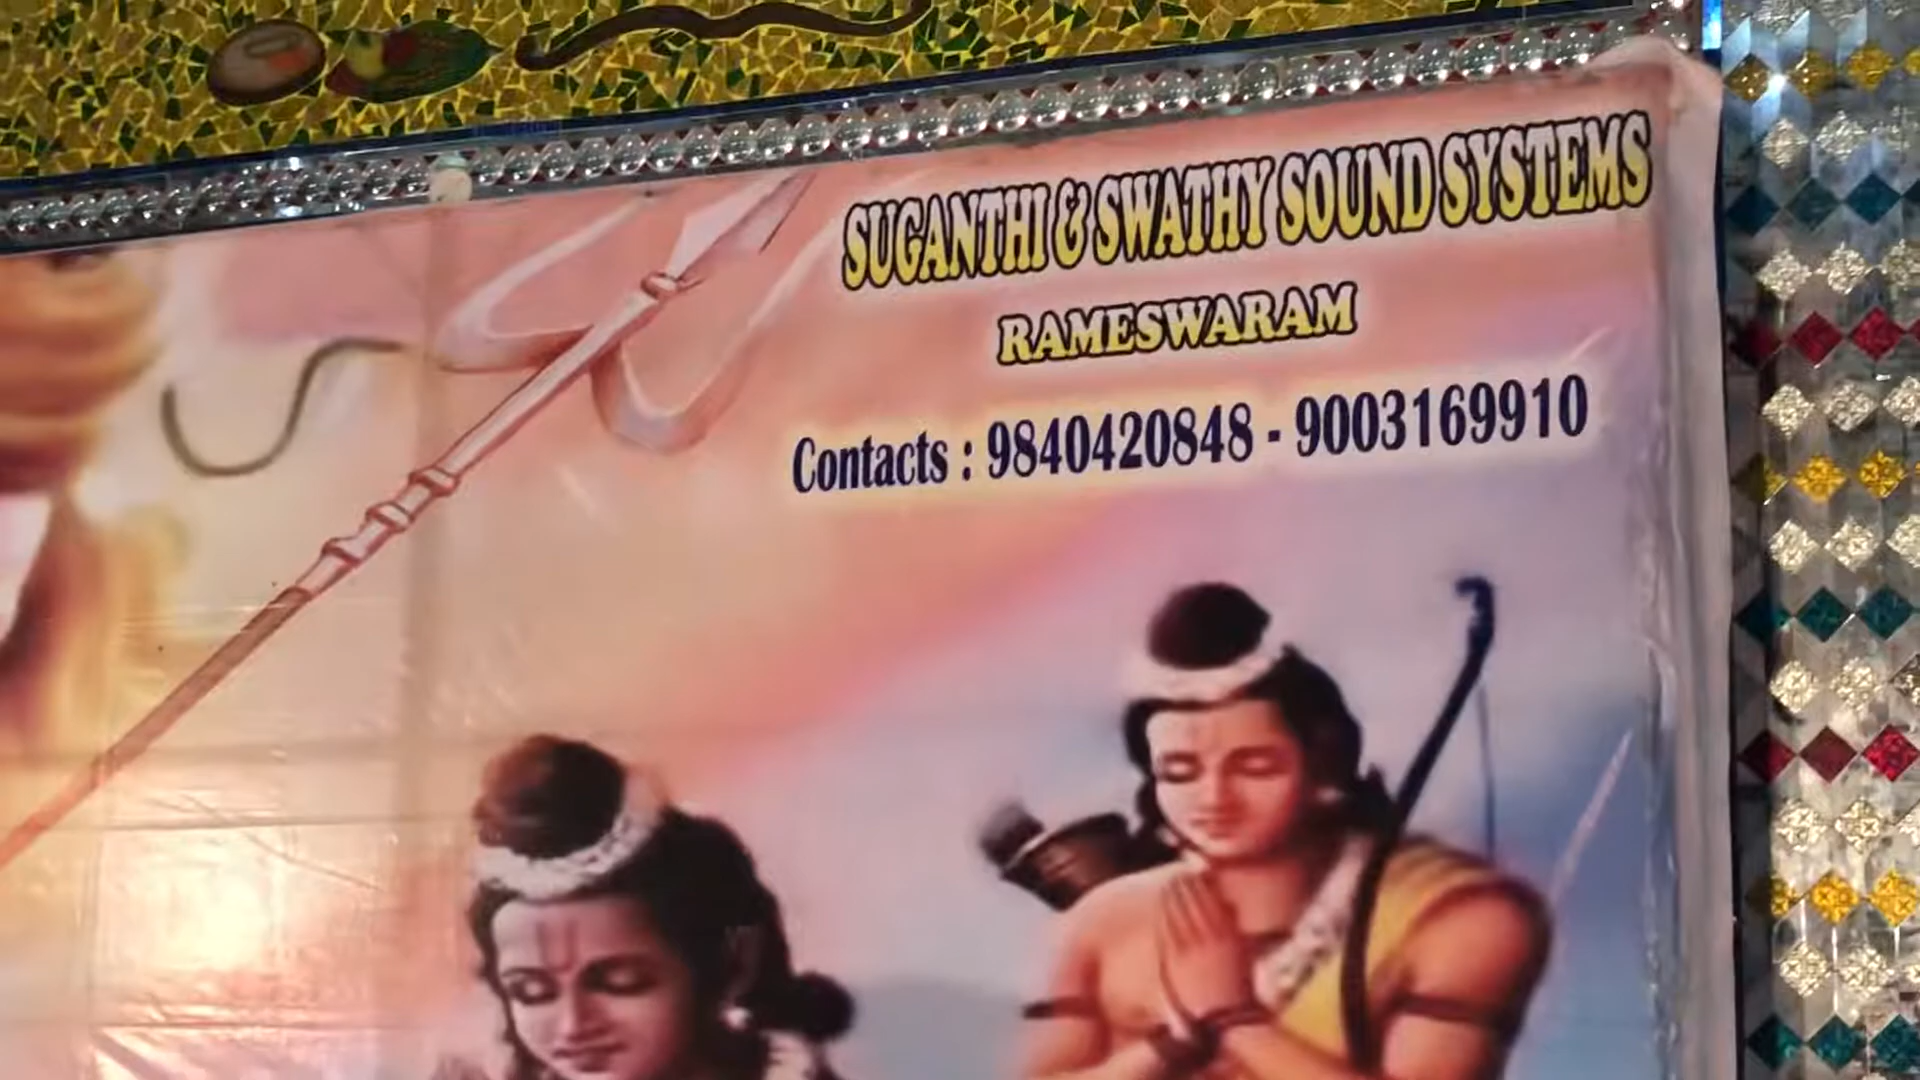 SUGANTHI & SWATHY SOUND SYSTEMS
RAMESWARAM
Contacts : 9840420848 - 9003169910